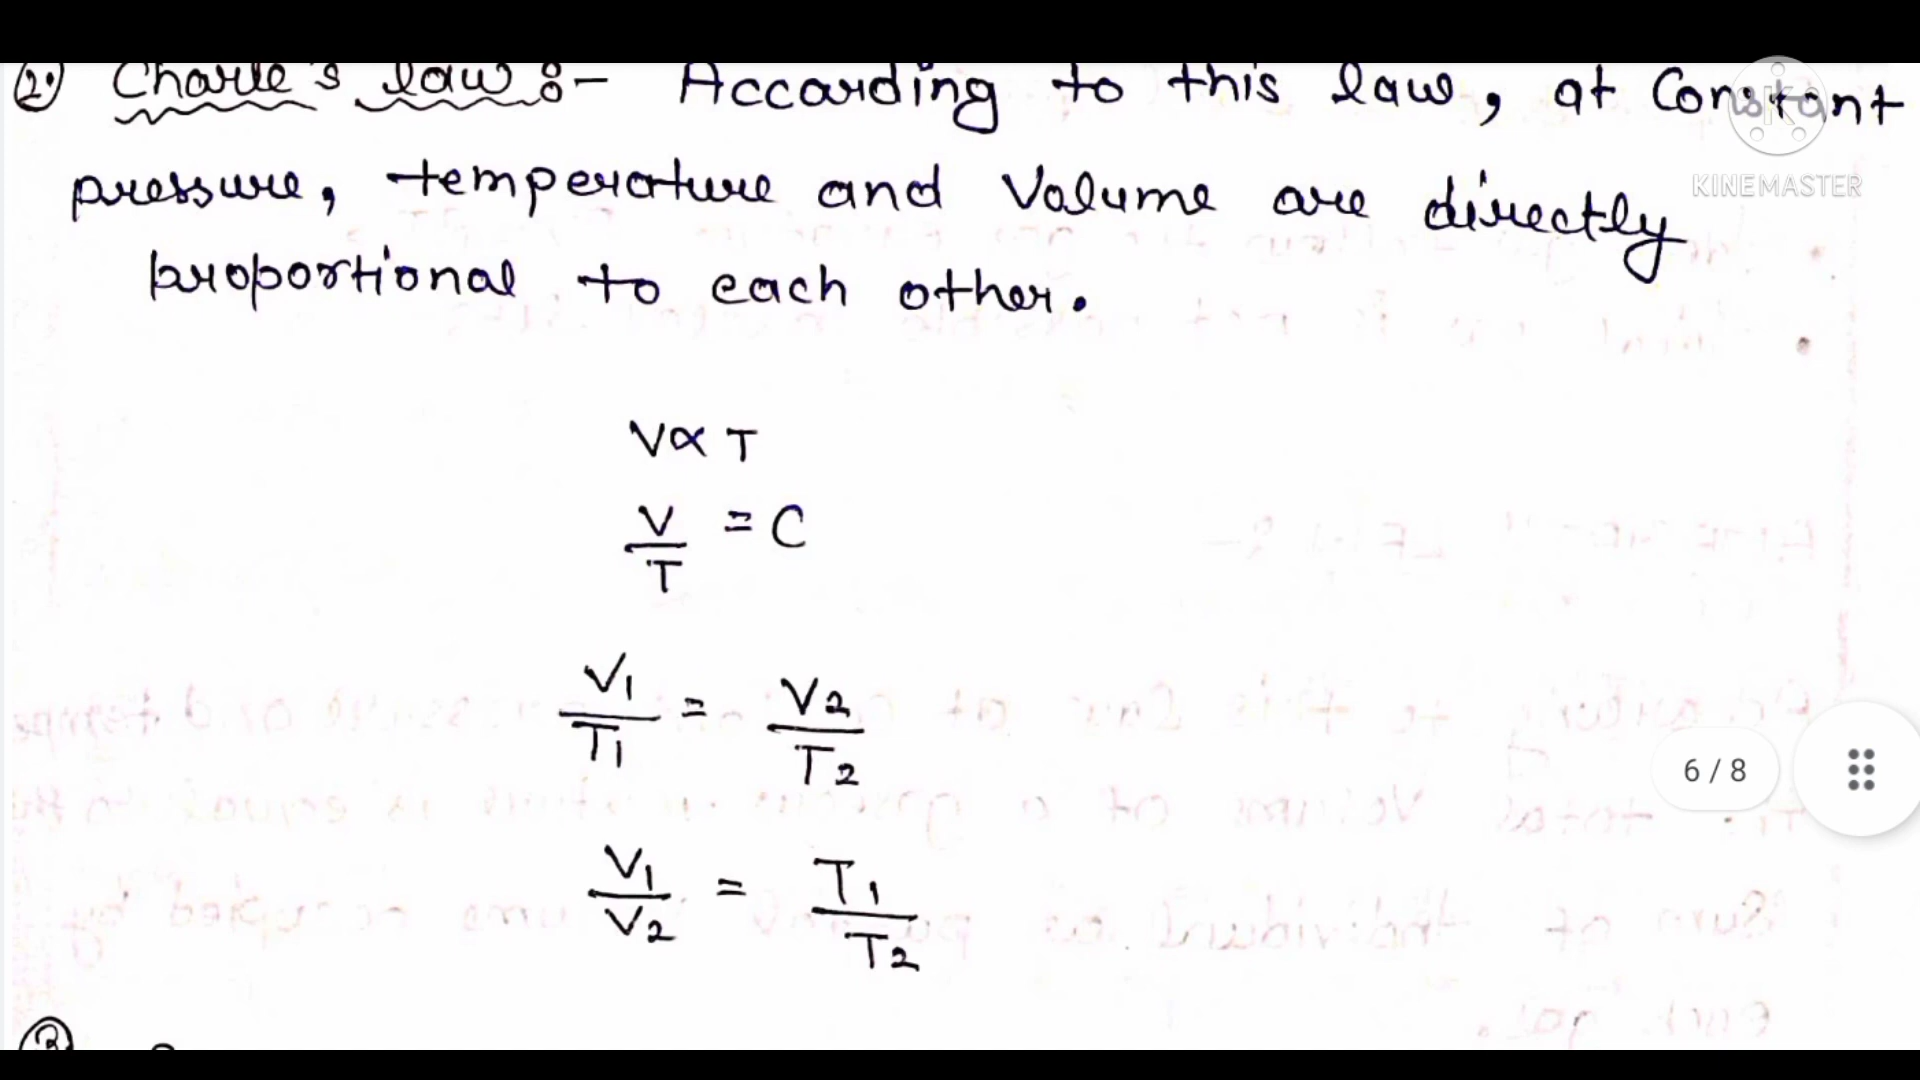 2. Charle's law :- According to this law, at Constant
KINEMASTER
pressure, temperature and Volume are directly
proportional to each other.
V ∝ T
V/T = C
V1/T1 = V2/T2
6 / 8
V1/V2 = T1/T2
3